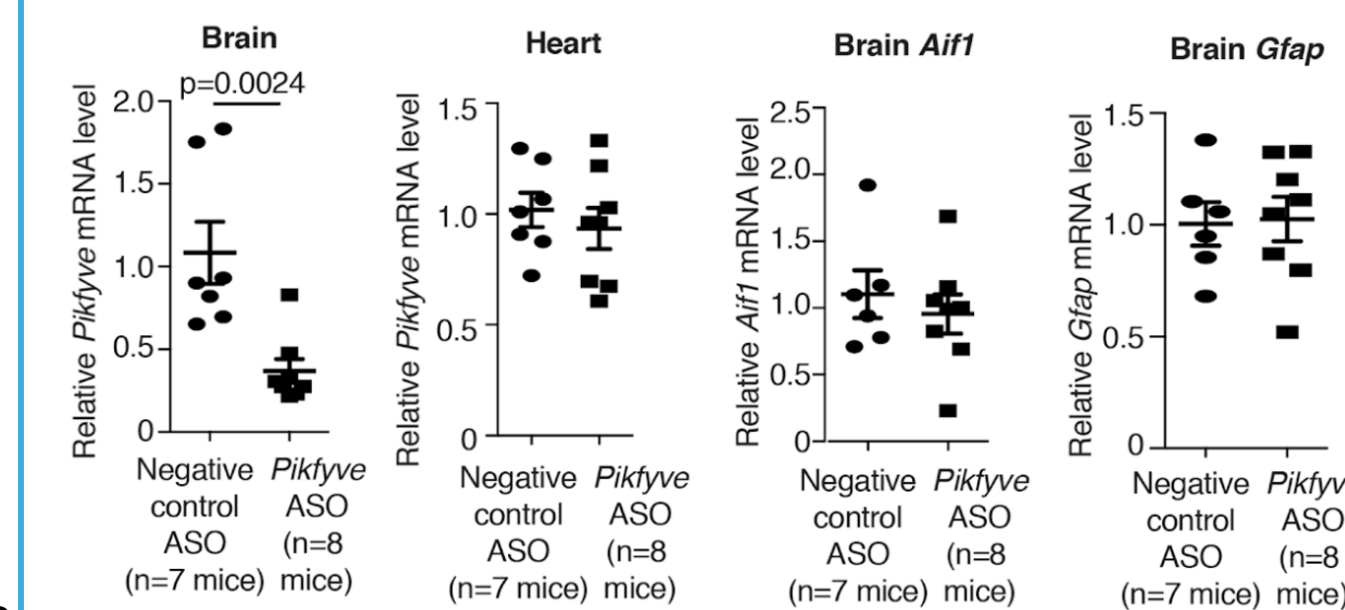 Brain
p=0.0024
Relative Pikfyve mRNA level
2.0
1.5
1.0
0.5
0
Negative
control
ASO
(n=7 mice)
Pikfyve
ASO
(n=8
mice)
Heart
Relative Pikfyve mRNA level
1.5
1.0
0.5
0
Negative
control
ASO
(n=7 mice)
Pikfyve
ASO
(n=8
mice)
Brain Aif1
Relative Aif1 mRNA level
2.5
2.0
1.5
1.0
0.5
0
Negative
control
ASO
(n=7 mice)
Pikfyve
ASO
(n=8
mice)
Brain Gfap
Relative Gfap mRNA level
1.5
1.0
0.5
0
Negative
control
ASO
(n=7 mice)
Pikfyv
ASO
(n=8
mice)